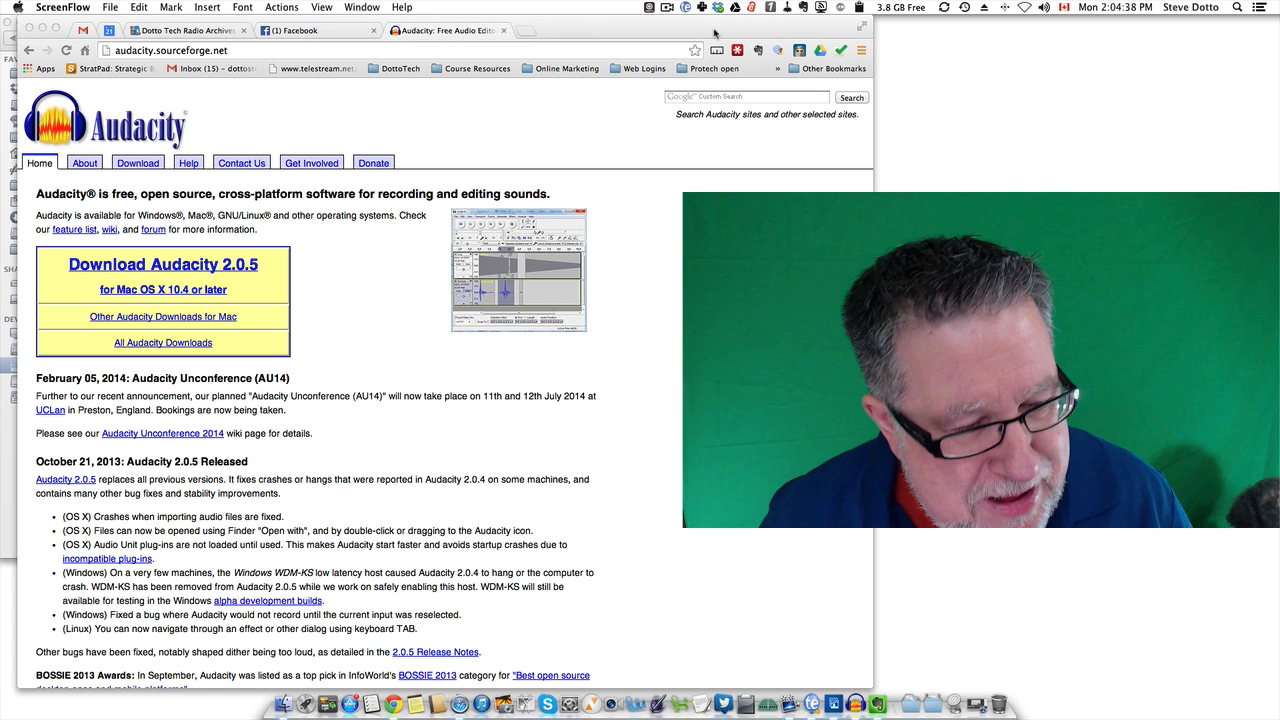 ScreenFlow File Edit Mark Insert Font Actions View Window Help 3.8 GB Free Mon 2:04:38 PM Steve Dotto
Dotto Tech Radio Archives (1) Facebook Audacity: Free Audio Edito
audacity.sourceforge.net
Apps StratPad: Strategic B Inbox (15) - dottos www.telestream.net DottoTech Course Resources Online Marketing Web Logins Protech open » Other Bookmarks
Audacity®
Google™ Custom Search Search
Search Audacity sites and other selected sites.
Home About Download Help Contact Us Get Involved Donate
Audacity® is free, open source, cross-platform software for recording and editing sounds.
Audacity is available for Windows®, Mac®, GNU/Linux® and other operating systems. Check
our feature list, wiki, and forum for more information.
Download Audacity 2.0.5
for Mac OS X 10.4 or later
Other Audacity Downloads for Mac
All Audacity Downloads
February 05, 2014: Audacity Unconference (AU14)
Further to our recent announcement, our planned "Audacity Unconference (AU14)" will now take place on 11th and 12th July 2014 at
UCLan in Preston, England. Bookings are now being taken.
Please see our Audacity Unconference 2014 wiki page for details.
October 21, 2013: Audacity 2.0.5 Released
Audacity 2.0.5 replaces all previous versions. It fixes crashes or hangs that were reported in Audacity 2.0.4 on some machines, and
contains many other bug fixes and stability improvements.
• (OS X) Crashes when importing audio files are fixed.
• (OS X) Files can now be opened using Finder "Open with", and by double-click or dragging to the Audacity icon.
• (OS X) Audio Unit plug-ins are not loaded until used. This makes Audacity start faster and avoids startup crashes due to
incompatible plug-ins.
• (Windows) On a very few machines, the Windows WDM-KS low latency host caused Audacity 2.0.4 to hang or the computer to
crash. WDM-KS has been removed from Audacity 2.0.5 while we work on safely enabling this host. WDM-KS will still be
available for testing in the Windows alpha development builds.
• (Windows) Fixed a bug where Audacity would not record until the current input was reselected.
• (Linux) You can now navigate through an effect or other dialog using keyboard TAB.
Other bugs have been fixed, notably shaped dither being too loud, as detailed in the 2.0.5 Release Notes.
BOSSIE 2013 Awards: In September, Audacity was listed as a top pick in InfoWorld's BOSSIE 2013 category for "Best open source